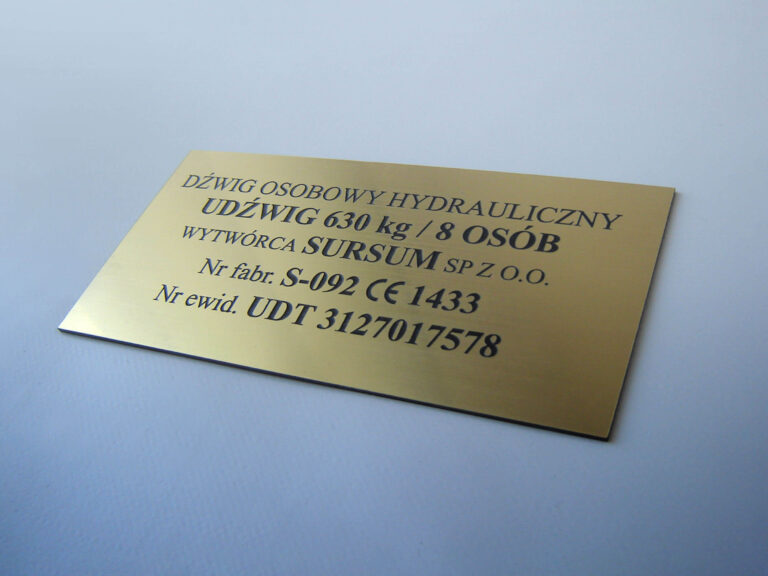 DŹWIG OSOBOWY HYDRAULICZNY
UDŹWIG 630 kg / 8 OSÓB
WYTWÓRCA SURSUM SP Z O.O.
Nr fabr. S-092 CE 1433
Nr ewid. UDT 3127017578